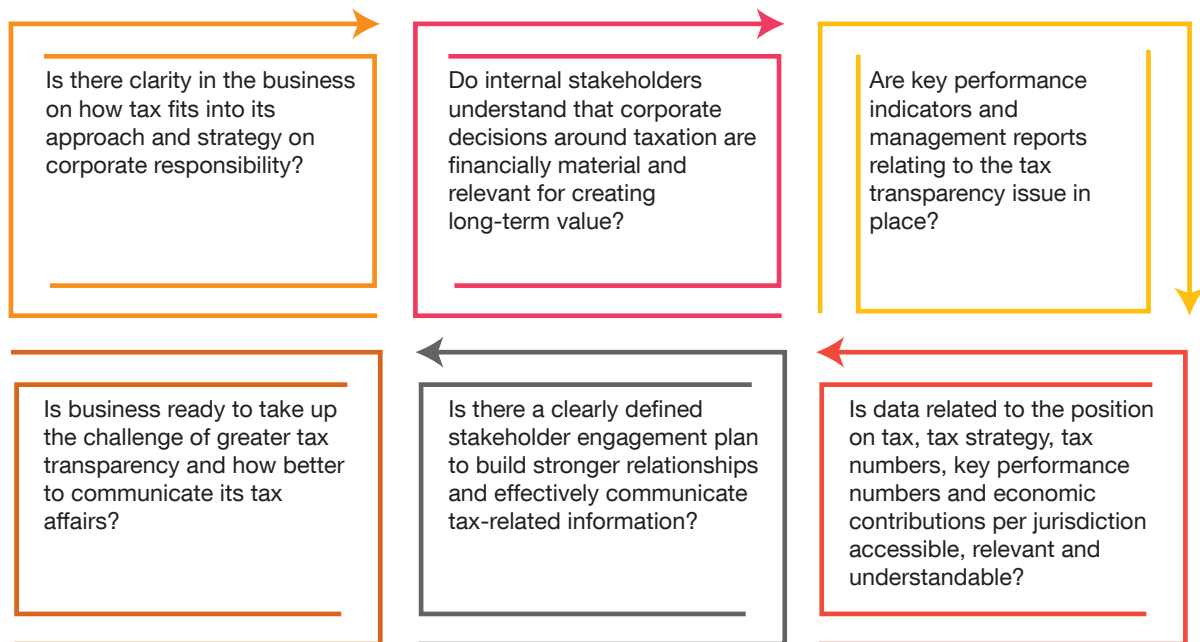 Is there clarity in the business
on how tax fits into its
approach and strategy on
corporate responsibility?
Do internal stakeholders
understand that corporate
decisions around taxation are
financially material and
relevant for creating
long-term value?
Are key performance
indicators and
management reports
relating to the tax
transparency issue in
place?
Is data related to the position
on tax, tax strategy, tax
numbers, key performance
numbers and economic
contributions per jurisdiction
accessible, relevant and
understandable?
Is there a clearly defined
stakeholder engagement plan
to build stronger relationships
and effectively communicate
tax-related information?
Is business ready to take up
the challenge of greater tax
transparency and how better
to communicate its tax
affairs?